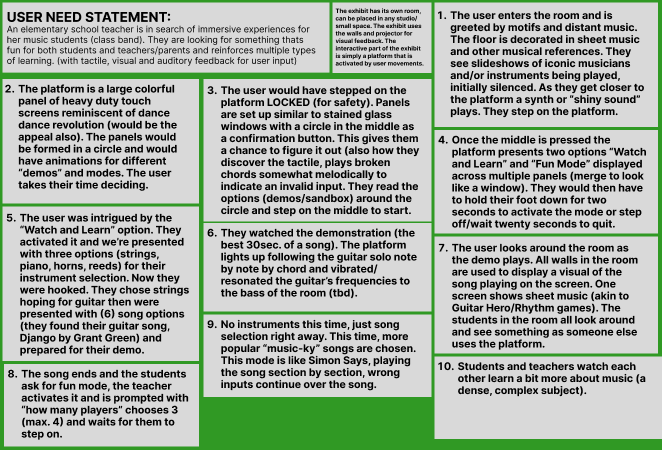 USER NEED STATEMENT:
An elementary school teacher is in search of immersive experiences for
her music students (class band). They are looking for something thats
fun for both students and teachers/parents and reinforces multiple types
of learning. (with tactile, visual and auditory feedback for user input)
The exhibit has its own room,
can be placed in any studio/
small space. The exhibit uses
the walls and projector for
visual feedback. The
interactive part of the exhibit
is simply a platform that is
activated by user movements.
1. The user enters the room and is
greeted by motifs and distant music.
The floor is decorated in sheet music
and other musical references. They
see slideshows of iconic musicians
and/or instruments being played,
initially silenced. As they get closer to
the platform a synth or “shiny sound”
plays. They step on the platform.
2. The platform is a large colorful
panel of heavy duty touch
screens reminiscent of dance
dance revolution (would be the
appeal also). The panels would
be formed in a circle and would
have animations for different
“demos” and modes. The user
takes their time deciding.
3. The user would have stepped on the
platform LOCKED (for safety). Panels
are set up similar to stained glass
windows with a circle in the middle as
a confirmation button. This gives them
a chance to figure it out (also how they
discover the tactile, plays broken
chords somewhat melodically to
indicate an invalid input. They read the
options (demos/sandbox) around the
circle and step on the middle to start.
4. Once the middle is pressed the
platform presents two options “Watch
and Learn” and “Fun Mode” displayed
across multiple panels (merge to look
like a window). They would then have
to hold their foot down for two
seconds to activate the mode or step
off/wait twenty seconds to quit.
5. The user was intrigued by the
“Watch and Learn” option. They
activated it and we’re presented
with three options (strings,
piano, horns, reeds) for their
instrument selection. Now they
were hooked. They chose strings
hoping for guitar then were
presented with (6) song options
(they found their guitar song,
Django by Grant Green) and
prepared for their demo.
6. They watched the demonstration (the
best 30sec. of a song). The platform
lights up following the guitar solo note
by note by chord and vibrated/
resonated the guitar’s frequencies to
the bass of the room (tbd).
7. The user looks around the room as
the demo plays. All walls in the room
are used to display a visual of the
song playing on the screen. One
screen shows sheet music (akin to
Guitar Hero/Rhythm games). The
students in the room all look around
and see something as someone else
uses the platform.
8. The song ends and the students
ask for fun mode, the teacher
activates it and is prompted with
“how many players” chooses 3
(max. 4) and waits for them to
step on.
9. No instruments this time, just song
selection right away. This time, more
popular “music-ky” songs are chosen.
This mode is like Simon Says, playing
the song section by section, wrong
inputs continue over the song.
10. Students and teachers watch each
other learn a bit more about music (a
dense, complex subject).